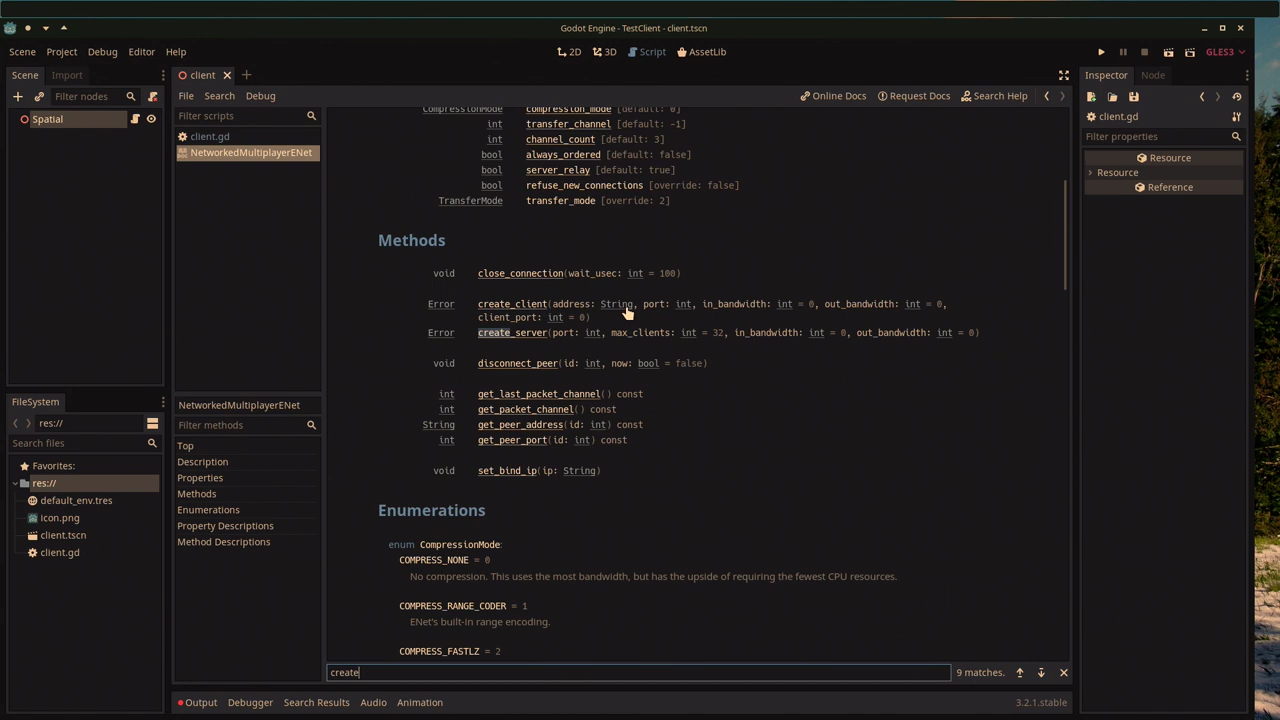 Godot Engine - TestClient - client.tscn
Scene Project Debug Editor Help
2D 3D Script AssetLib
GLES3
Scene Import
Filter nodes
Spatial
FileSystem
res://
Search files
Favorites:
res://
default_env.tres
icon.png
client.tscn
client.gd
client
File Search Debug
Online Docs Request Docs Search Help
Filter scripts
client.gd
NetworkedMultiplayerENet
NetworkedMultiplayerENet
Filter methods
Top
Description
Properties
Methods
Enumerations
Property Descriptions
Method Descriptions
CompressionMode compression_mode [default: 0]
int transfer_channel [default: -1]
int channel_count [default: 3]
bool always_ordered [default: false]
bool server_relay [default: true]
bool refuse_new_connections [override: false]
TransferMode transfer_mode [override: 2]
Methods
void close_connection(wait_usec: int = 100)
Error create_client(address: String, port: int, in_bandwidth: int = 0, out_bandwidth: int = 0,
client_port: int = 0)
Error create_server(port: int, max_clients: int = 32, in_bandwidth: int = 0, out_bandwidth: int = 0)
void disconnect_peer(id: int, now: bool = false)
int get_last_packet_channel() const
int get_packet_channel() const
String get_peer_address(id: int) const
int get_peer_port(id: int) const
void set_bind_ip(ip: String)
Enumerations
enum CompressionMode:
COMPRESS_NONE = 0
No compression. This uses the most bandwidth, but has the upside of requiring the fewest CPU resources.
COMPRESS_RANGE_CODER = 1
ENet's built-in range encoding.
COMPRESS_FASTLZ = 2
create
9 matches.
Output Debugger Search Results Audio Animation
3.2.1.stable
Inspector Node
client.gd
Filter properties
Resource
Resource
Reference